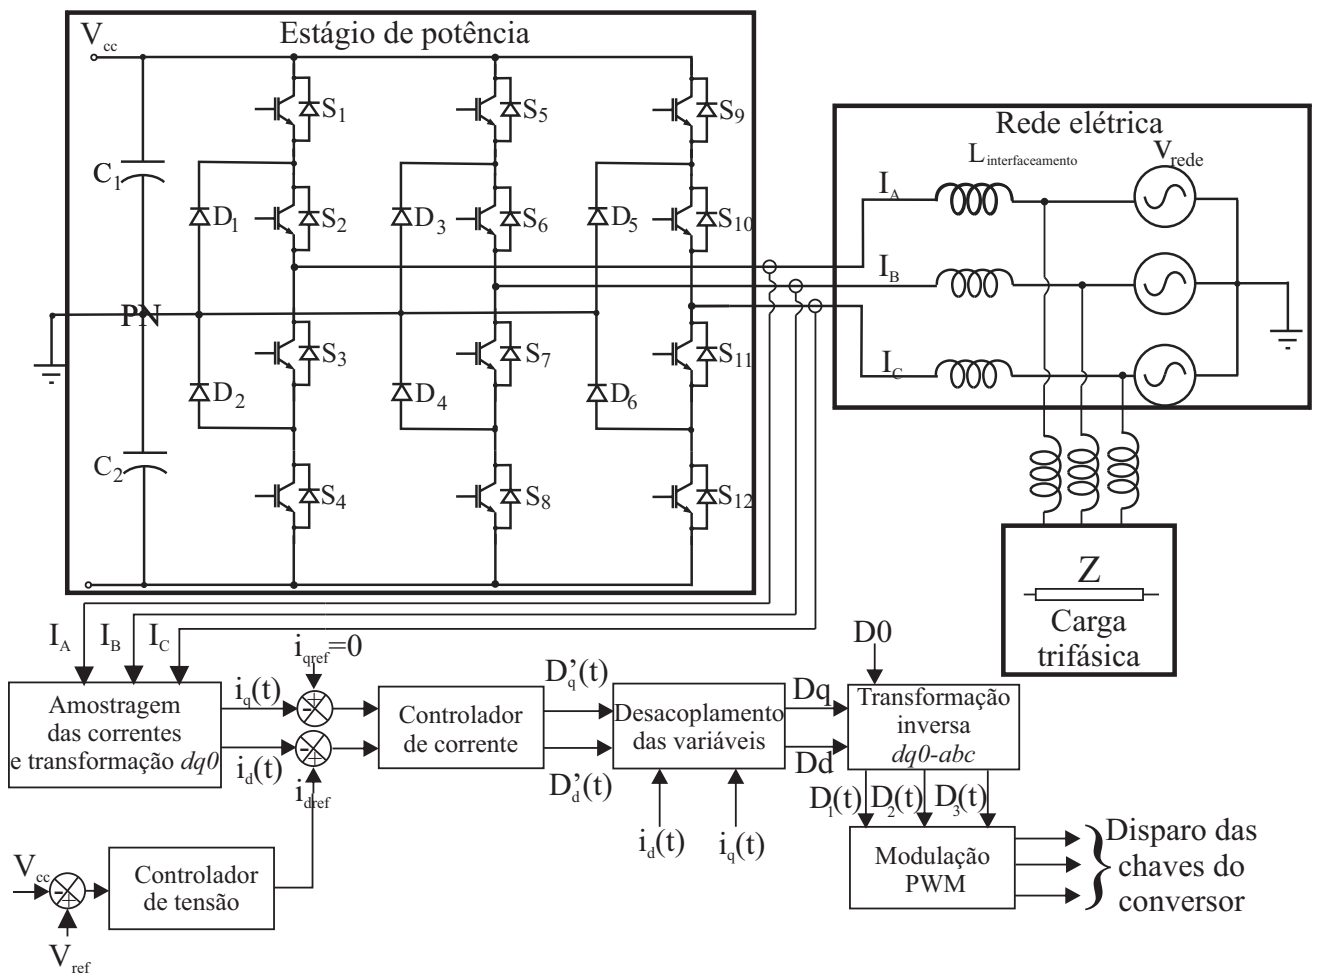 Estágio de potência
Vcc
S1
S5
S9
C1
D1
S2
D3
S6
D5
S10
PN
S3
S7
S11
D2
D4
D6
C2
S4
S8
S12
Rede elétrica
Linterfaceamento
Vrede
IA
IB
IC
Z
Carga
trifásica
IA
IB
IC
iqref=0
Amostragem
das correntes
e transformação dq0
iq(t)
id(t)
idref
Controlador
de corrente
D'q(t)
D'd(t)
Desacoplamento
das variáveis
id(t)
iq(t)
Dq
Dd
D0
Transformação
inversa
dq0-abc
D1(t)
D2(t)
D3(t)
Modulação
PWM
Disparo das
chaves do
conversor
Vcc
Vref
Controlador
de tensão